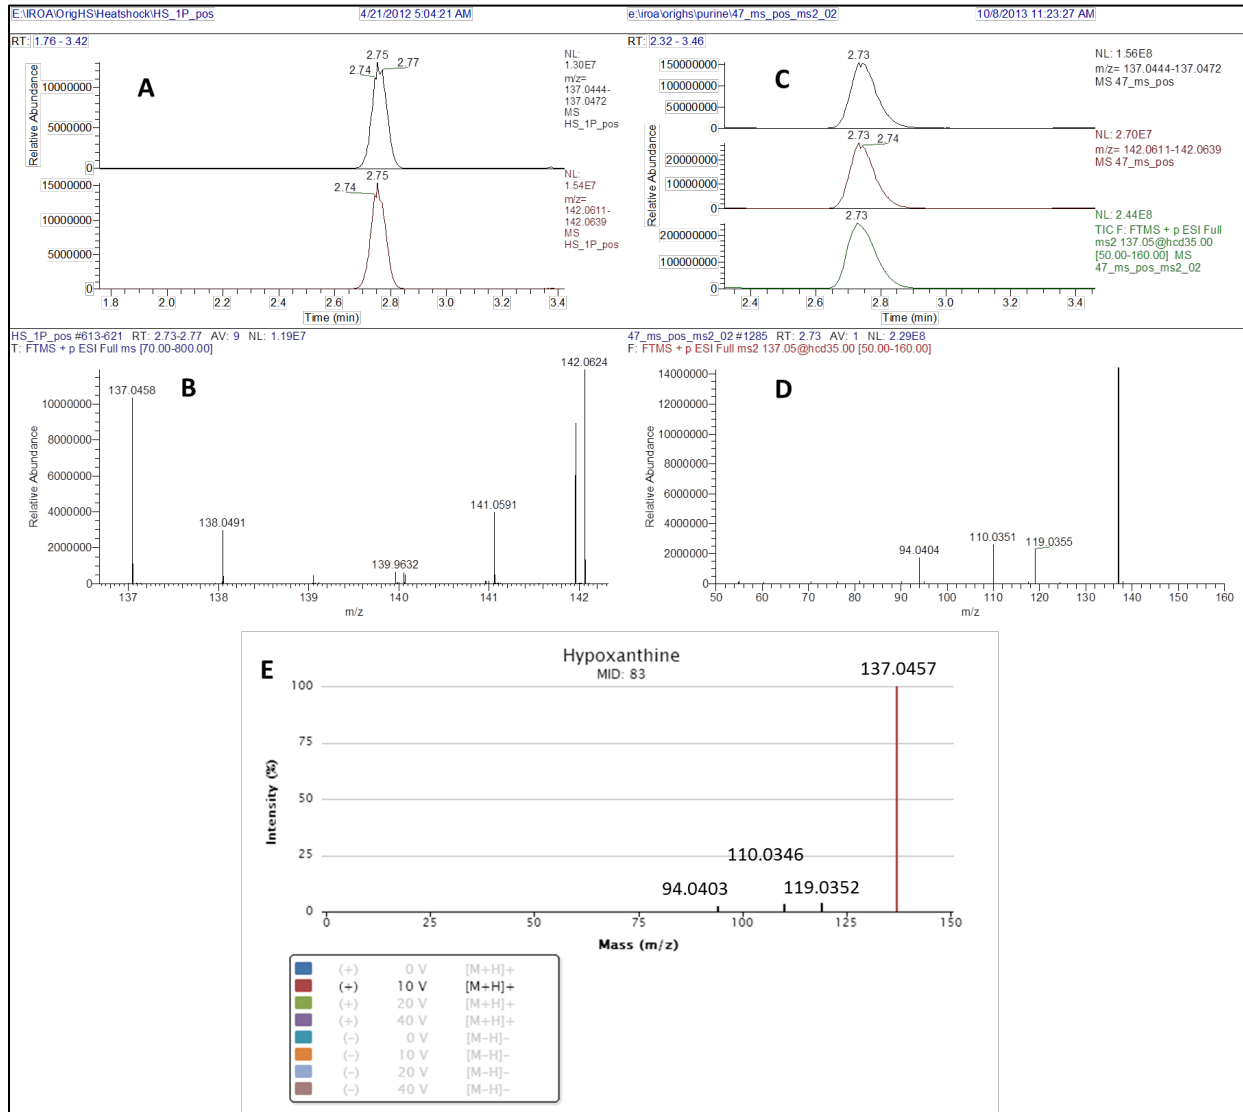 E:\IROA\OrigHS\Heatshock\HS_1P_pos 4/21/2012 5:04:21 AM
RT: 1.76 - 3.42
A
2.75
2.74 2.77
10000000
5000000
0
Relative Abundance
NL:
1.30E7
m/z=
137.0444-
137.0472
MS
HS_1P_pos
2.75
2.74
15000000
10000000
5000000
0
NL:
1.54E7
m/z=
142.0611-
142.0639
MS
HS_1P_pos
1.8 2.0 2.2 2.4 2.6 2.8 3.0 3.2 3.4
Time (min)
e:\iroa\orighs\purine\47_ms_pos_ms2_02 10/8/2013 11:23:27 AM
RT: 2.32 - 3.46
C
2.73
150000000
100000000
50000000
0
Relative Abundance
NL: 1.56E8
m/z= 137.0444-137.0472
MS 47_ms_pos
2.73 2.74
20000000
10000000
0
NL: 2.70E7
m/z= 142.0611-142.0639
MS 47_ms_pos
2.73
200000000
100000000
0
NL: 2.44E8
TIC F: FTMS + p ESI Full
ms2 137.05@hcd35.00
[50.00-160.00] MS
47_ms_pos_ms2_02
2.4 2.6 2.8 3.0 3.2 3.4
Time (min)
HS_1P_pos #613-621 RT: 2.73-2.77 AV: 9 NL: 1.19E7
T: FTMS + p ESI Full ms [70.00-800.00]
B
142.0624
137.0458
141.0591
138.0491
139.9632
10000000
8000000
6000000
4000000
2000000
0
Relative Abundance
137 138 139 140 141 142
m/z
47_ms_pos_ms2_02 #1285 RT: 2.73 AV: 1 NL: 2.29E8
F: FTMS + p ESI Full ms2 137.05@hcd35.00 [50.00-160.00]
D
14000000
12000000
10000000
8000000
6000000
4000000
2000000
0
Relative Abundance
94.0404 110.0351 119.0355
50 60 70 80 90 100 110 120 130 140 150 160
m/z
E
Hypoxanthine
MID: 83
137.0457
110.0346
94.0403 119.0352
100
75
50
25
0
Intensity (%)
0 25 50 75 100 125 150
Mass (m/z)
(+) 0 V [M+H]+
(+) 10 V [M+H]+
(+) 20 V [M+H]+
(+) 40 V [M+H]+
(-) 0 V [M-H]-
(-) 10 V [M-H]-
(-) 20 V [M-H]-
(-) 40 V [M-H]-